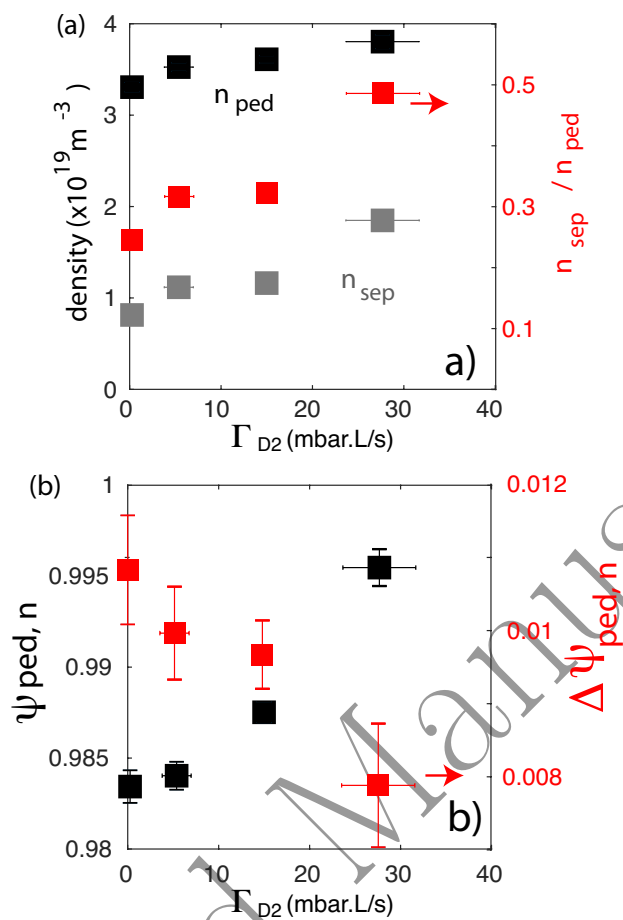 (a)
4
3
2
1
0
density (x10¹⁹m⁻³)
n ped
n sep
0.5
0.3
0.1
n sep / n ped
a)
0 10 20 30 40
Γ D2 (mbar.L/s)
(b)
1
0.995
0.99
0.985
0.98
ψ ped, n
0.012
0.01
0.008
Δ ψ ped, n
b)
0 10 20 30 40
Γ D2 (mbar.L/s)
d Manu